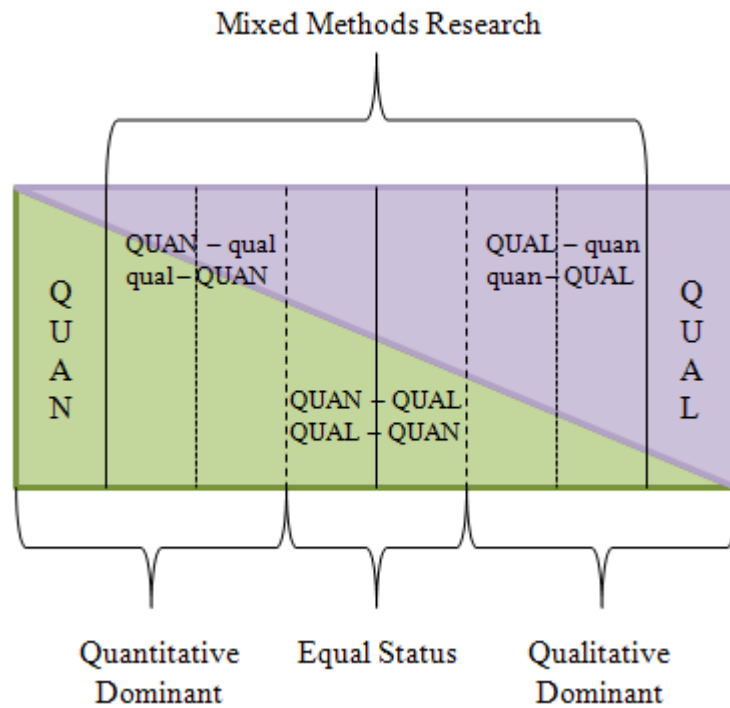 Mixed Methods Research
QUAN – qual
qual – QUAN
QUAL – quan
quan – QUAL
Q
U
A
N
Q
U
A
L
QUAN – QUAL
QUAL – QUAN
Quantitative
Dominant
Equal Status
Qualitative
Dominant